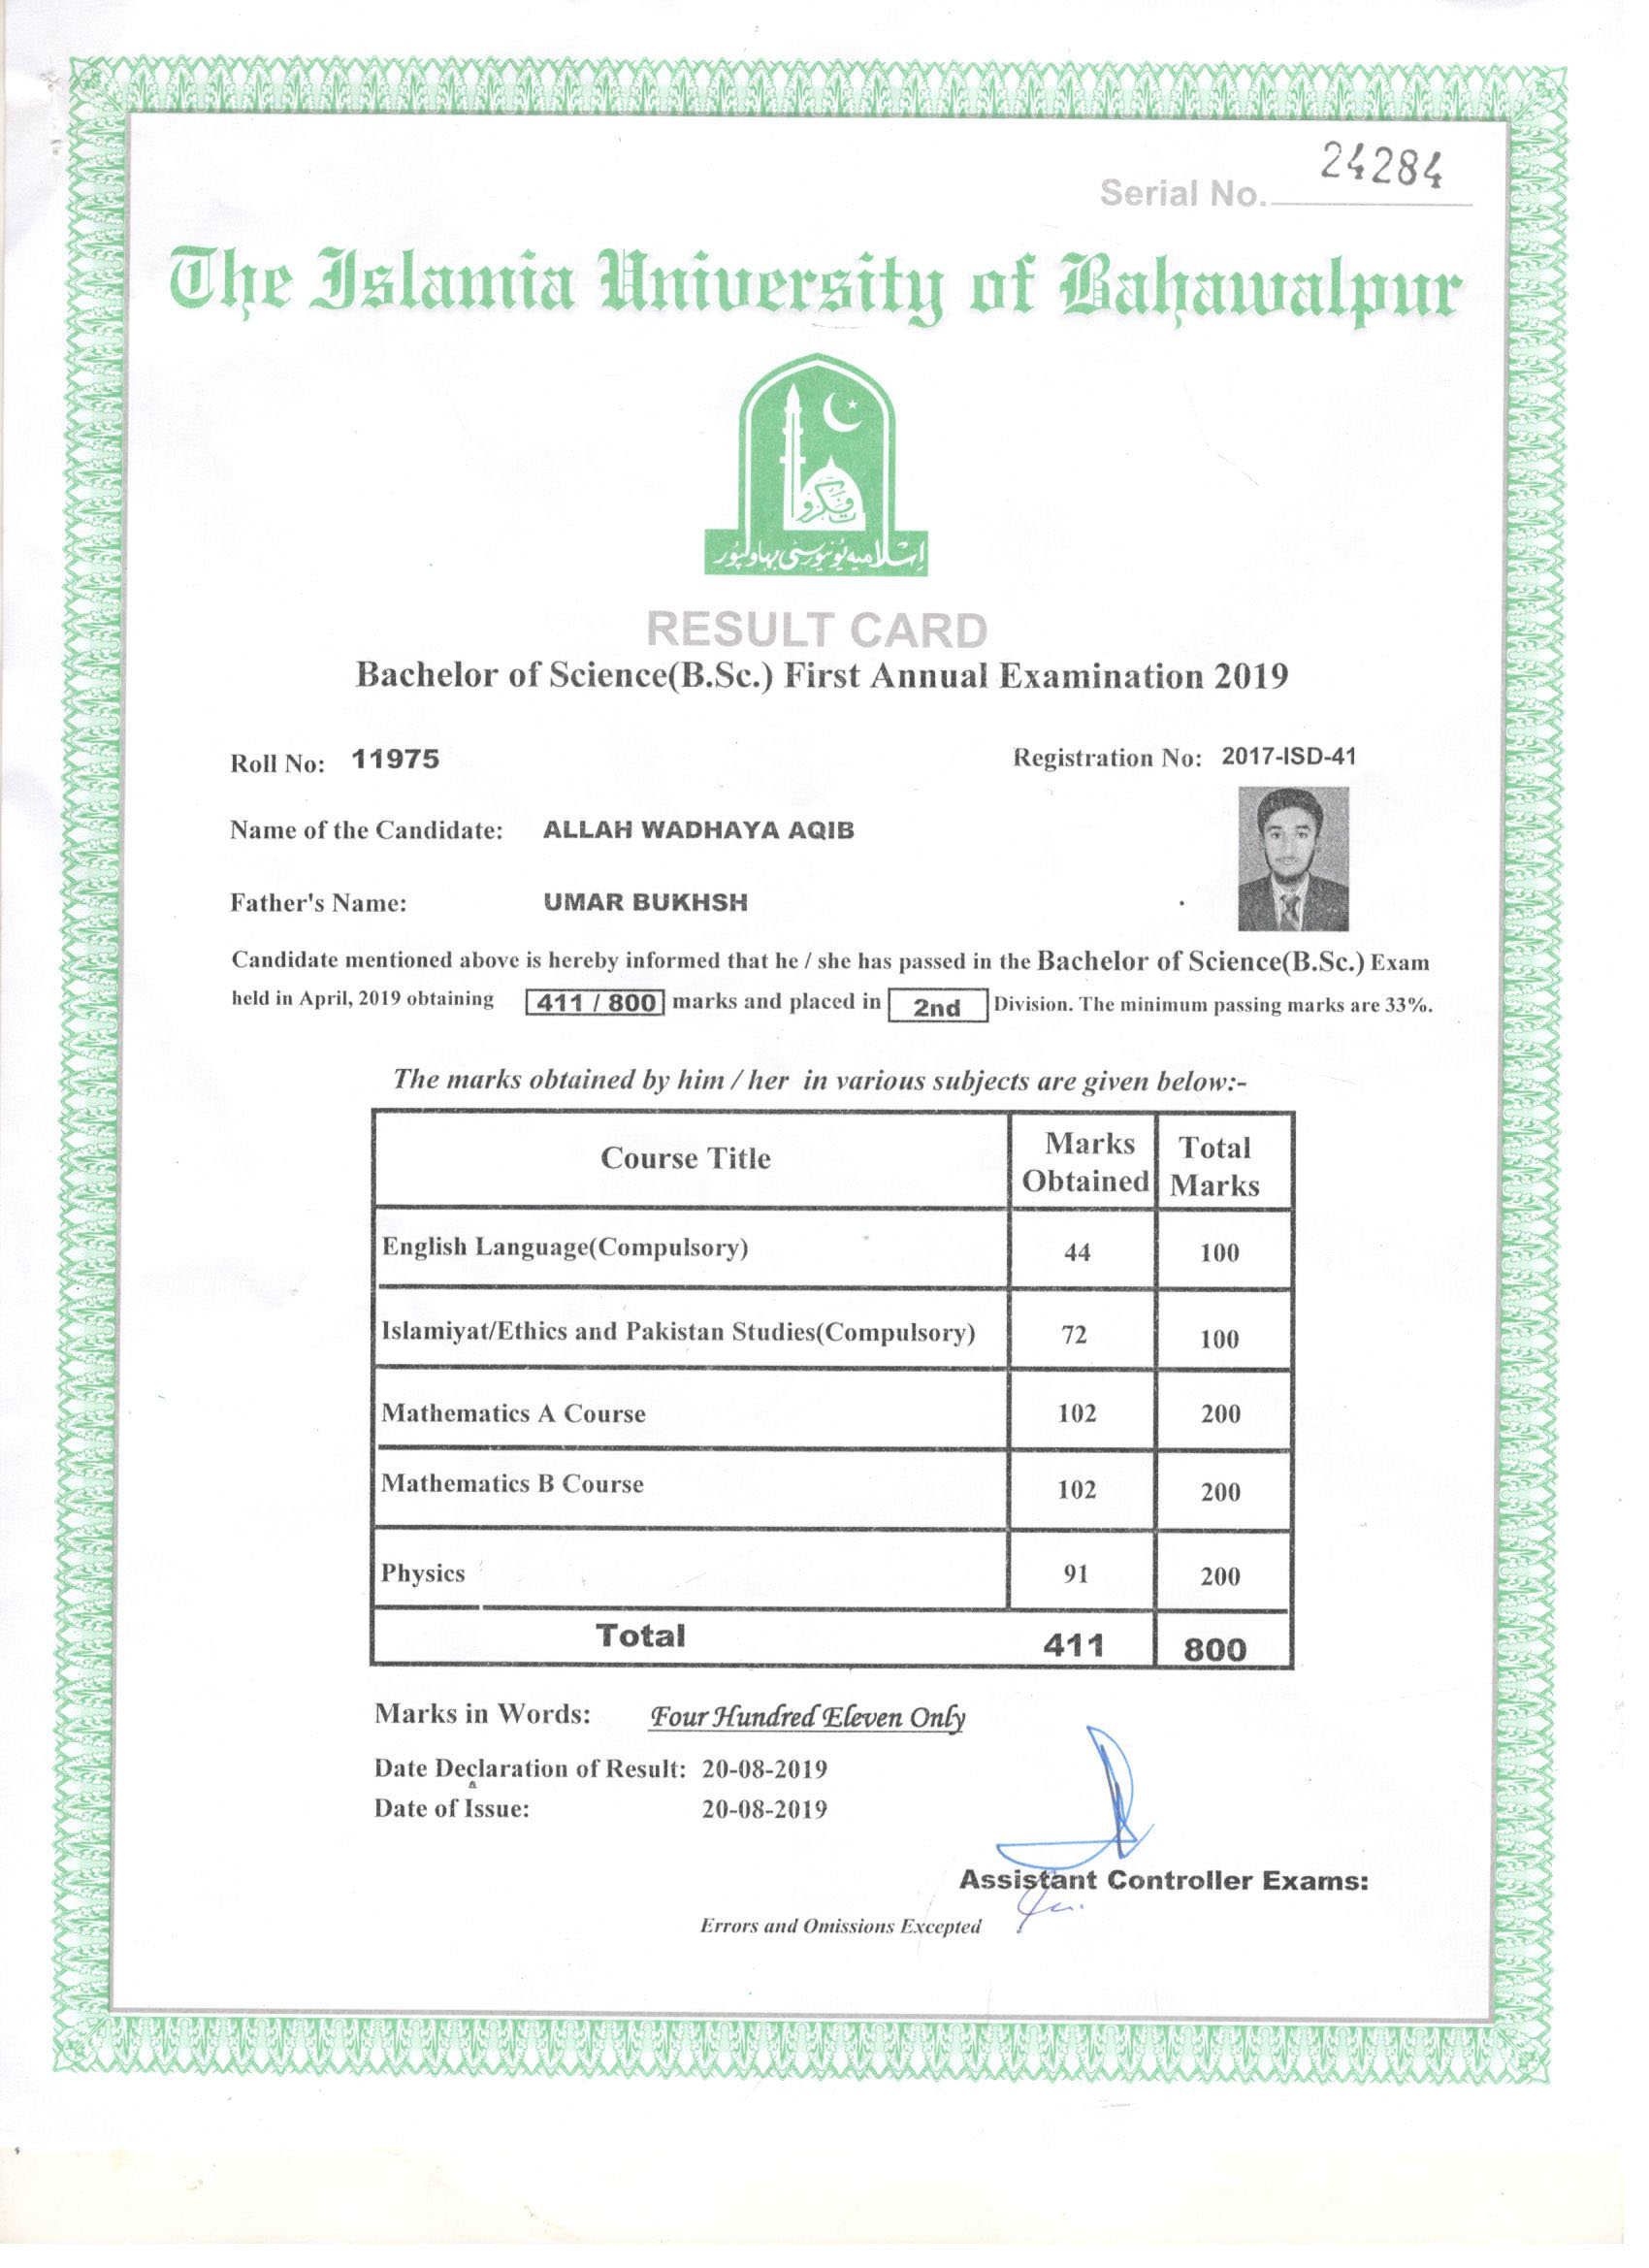 Serial No. 24284
The Islamia University of Bahawalpur
اسلامیہ یونیورسٹی بہاولپور
RESULT CARD
Bachelor of Science(B.Sc.) First Annual Examination 2019
Roll No: 11975 Registration No: 2017-ISD-41
Name of the Candidate: ALLAH WADHAYA AQIB
Father's Name: UMAR BUKHSH
Candidate mentioned above is hereby informed that he / she has passed in the Bachelor of Science(B.Sc.) Exam
held in April, 2019 obtaining 411 / 800 marks and placed in 2nd Division. The minimum passing marks are 33%.
The marks obtained by him / her in various subjects are given below:-
Course Title Marks Obtained Total Marks
English Language(Compulsory) 44 100
Islamiyat/Ethics and Pakistan Studies(Compulsory) 72 100
Mathematics A Course 102 200
Mathematics B Course 102 200
Physics 91 200
Total 411 800
Marks in Words: Four Hundred Eleven Only
Date Declaration of Result: 20-08-2019
Date of Issue: 20-08-2019
Assistant Controller Exams:
Errors and Omissions Excepted